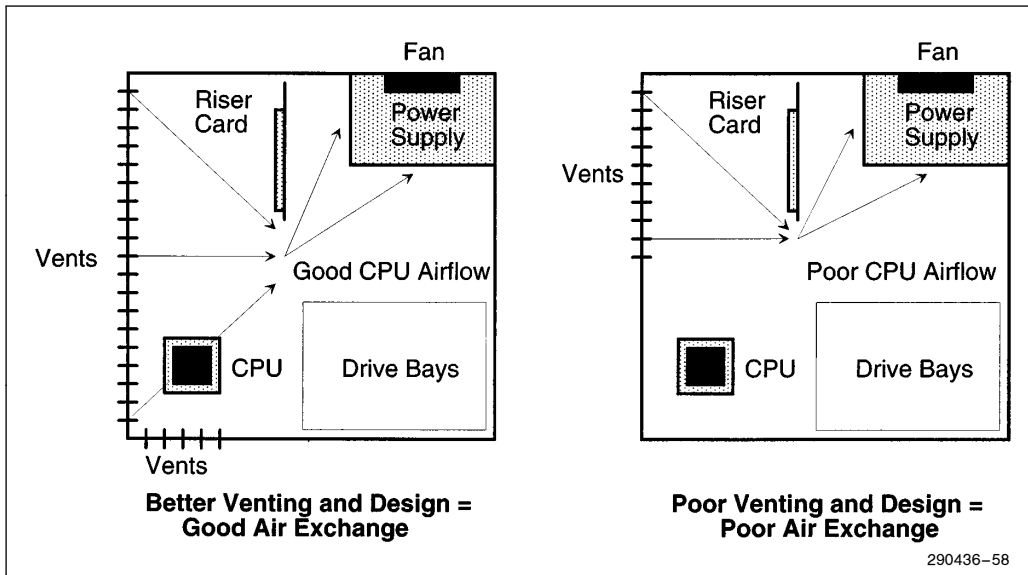 Fan
Riser
Card
Power
Supply
Vents
Good CPU Airflow
CPU
Drive Bays
Vents
Better Venting and Design =
Good Air Exchange
Fan
Riser
Card
Power
Supply
Vents
Poor CPU Airflow
CPU
Drive Bays
Poor Venting and Design =
Poor Air Exchange
290436–58